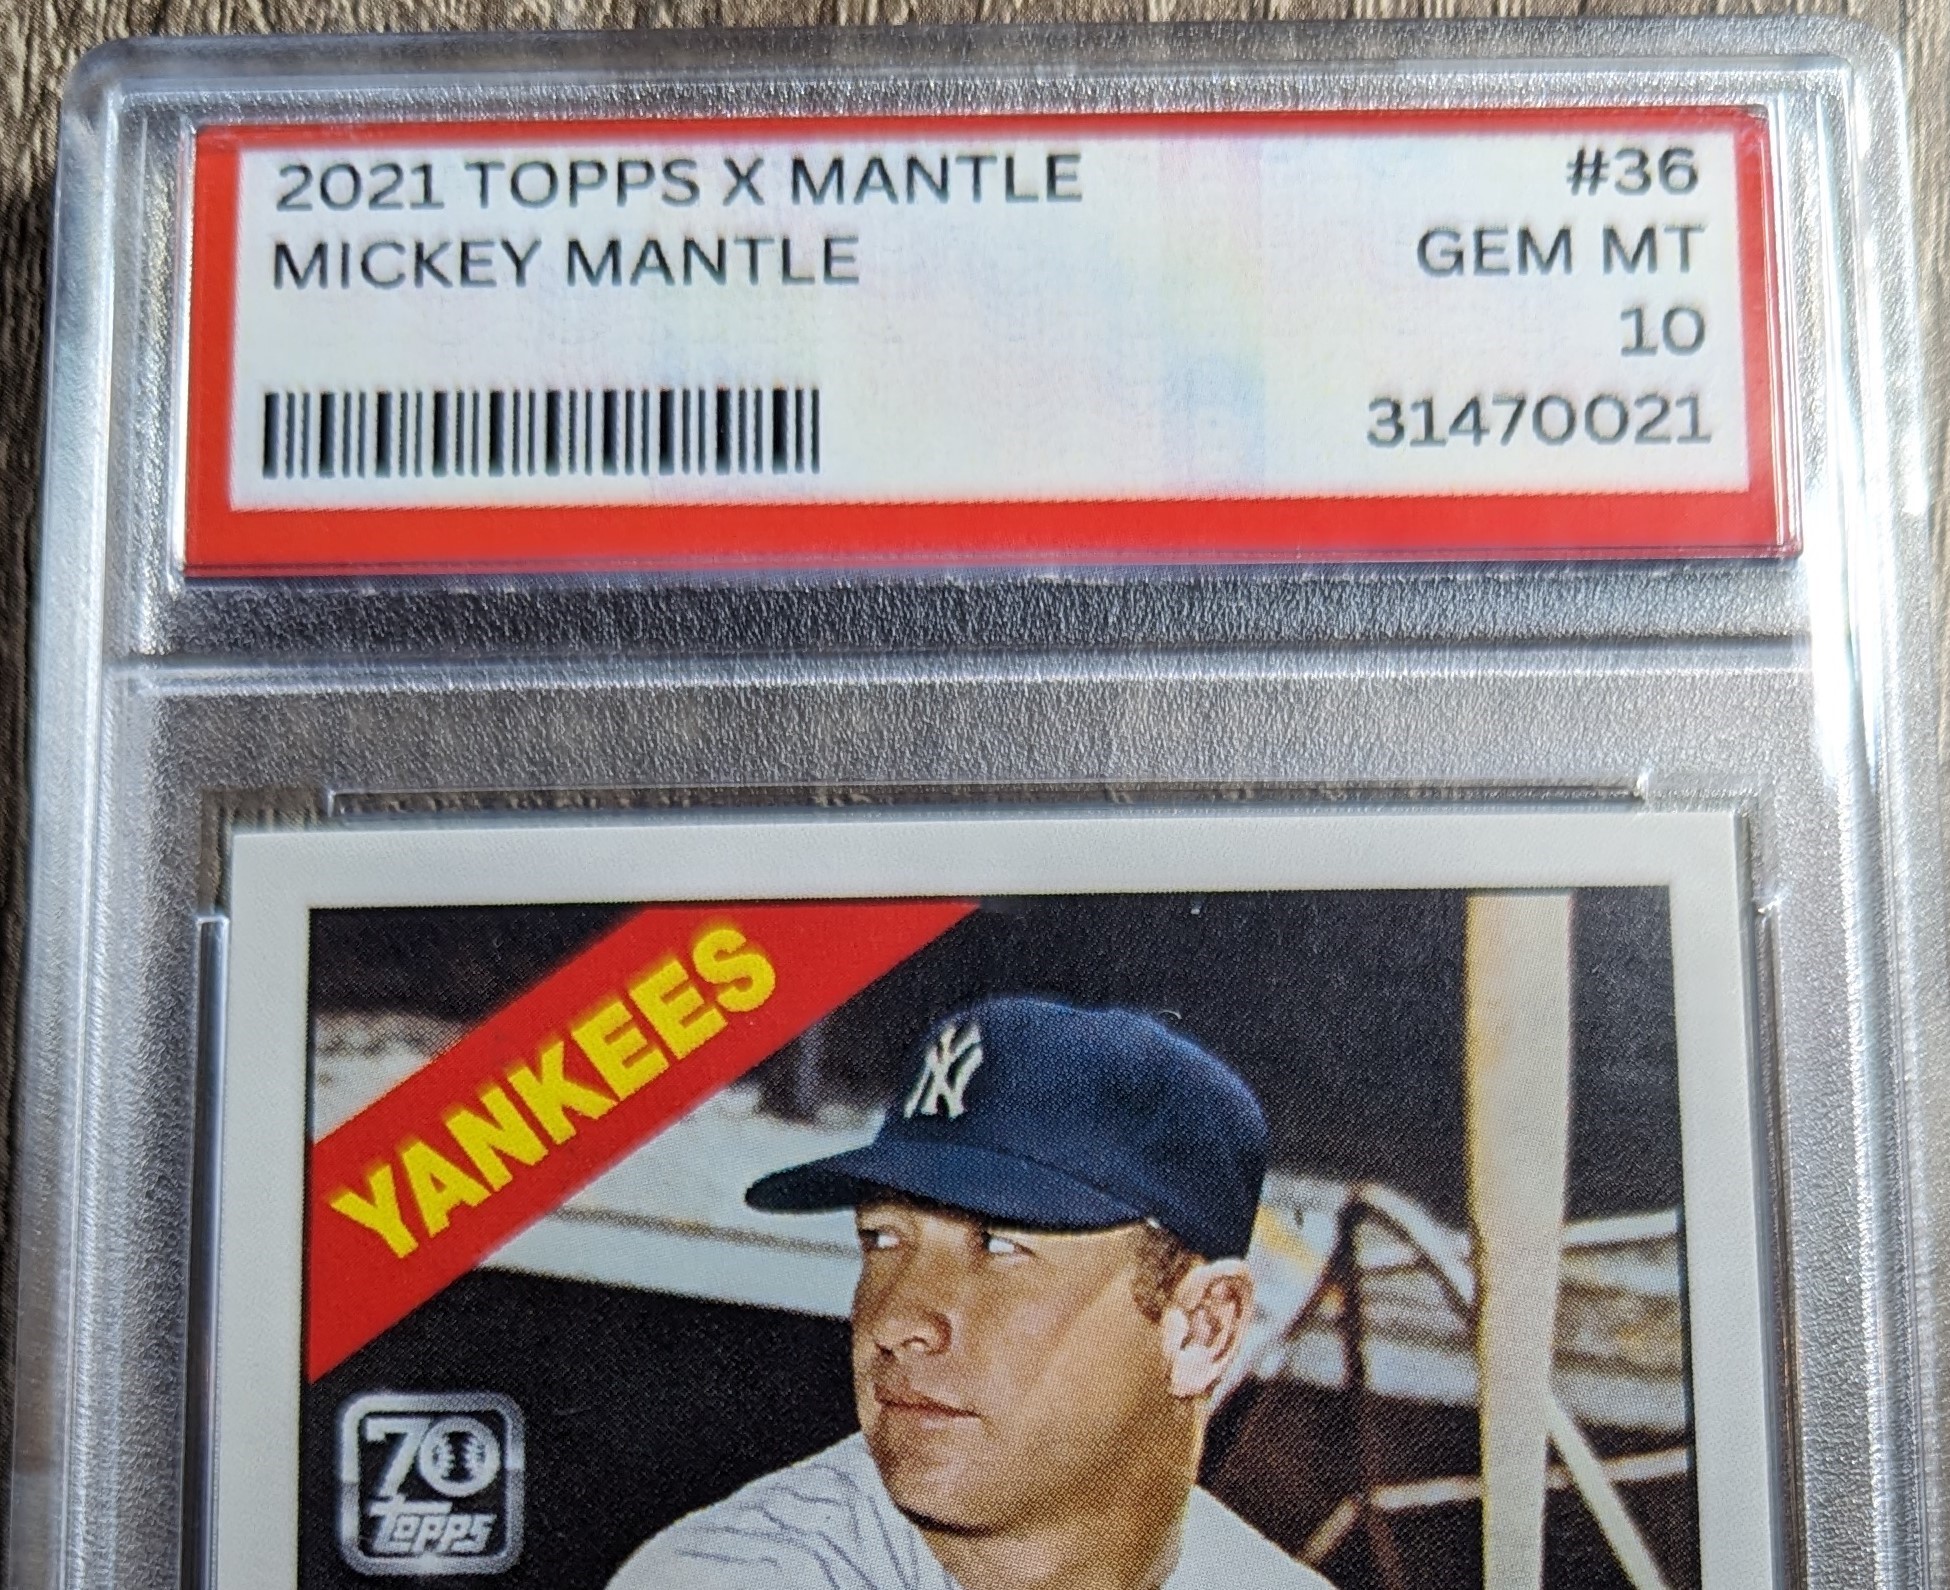 2021 TOPPS X MANTLE #36
MICKEY MANTLE GEM MT
10
31470021
YANKEES
NY
70
Topps